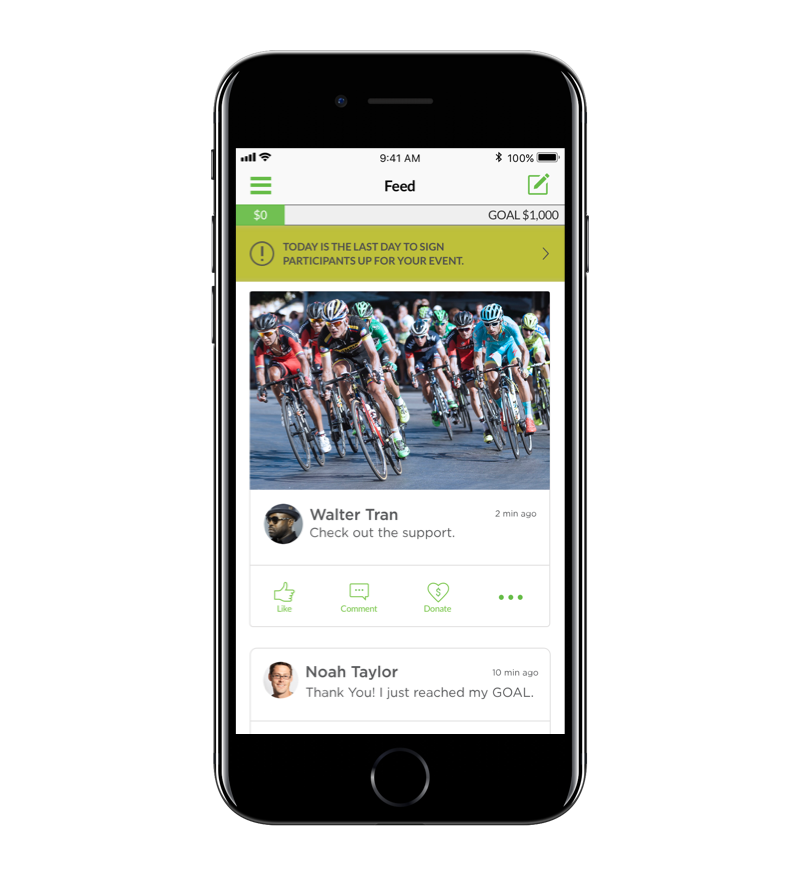 9:41 AM
100%
Feed
$0
GOAL $1,000
TODAY IS THE LAST DAY TO SIGN
PARTICIPANTS UP FOR YOUR EVENT.
Walter Tran
2 min ago
Check out the support.
Like
Comment
Donate
Noah Taylor
10 min ago
Thank You! I just reached my GOAL.